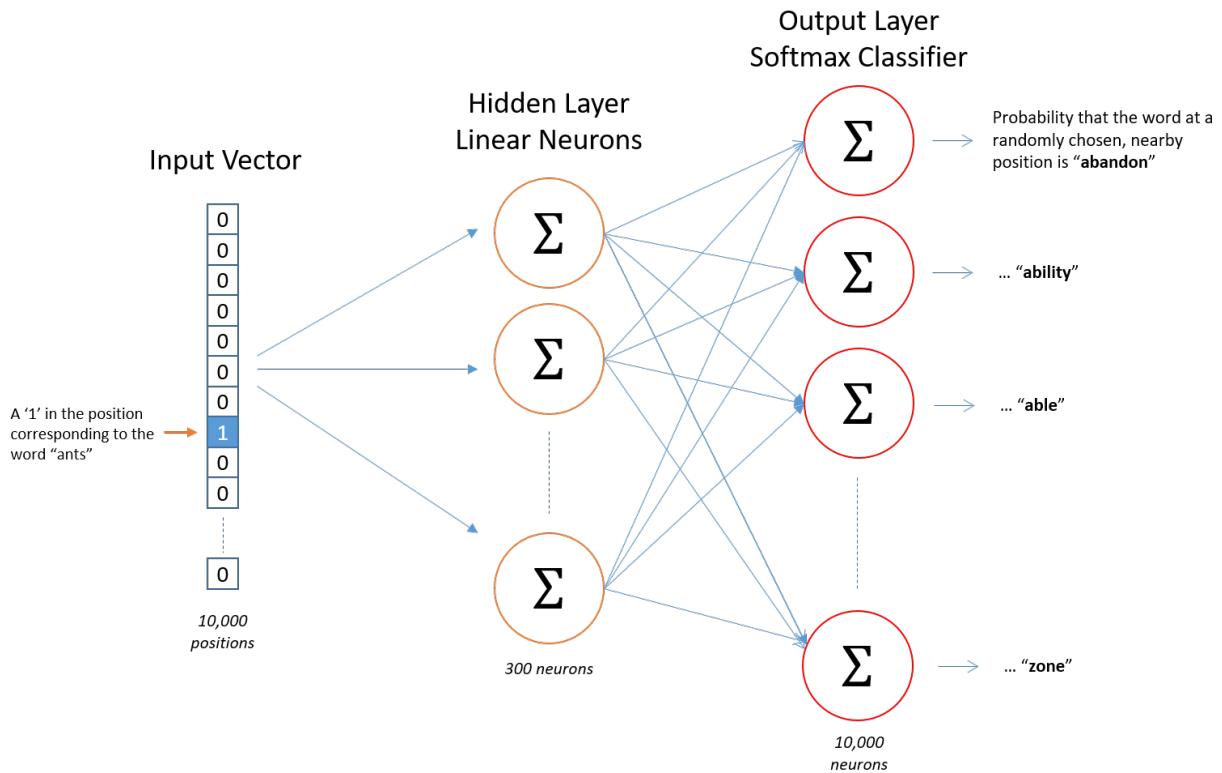 Output Layer
Softmax Classifier
Hidden Layer
Linear Neurons
Input Vector
0
0
0
0
0
0
0
1
0
0
0
A ‘1’ in the position
corresponding to the
word “ants”
10,000
positions
Σ
Σ
Σ
300 neurons
Σ
Σ
Σ
Σ
10,000
neurons
Probability that the word at a
randomly chosen, nearby
position is “abandon”
... “ability”
... “able”
... “zone”